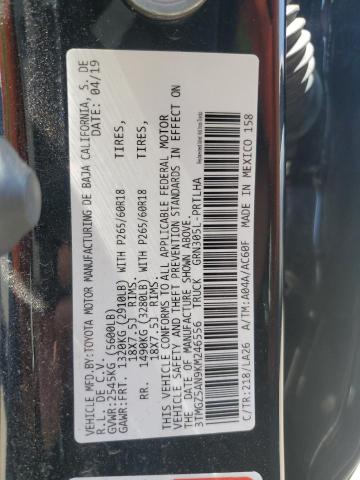 VEHICLE MFD.BY:TOYOTA MOTOR MANUFACTURING DE BAJA CALIFORNIA, S. DE
R.L. DE C.V. DATE: 04/19
GVWR:2545KG (5600LB)
GAWR:FRT. 1320KG (2910LB) WITH P265/60R18 TIRES,
18X7.5J RIMS.
RR. 1490KG (3280LB) WITH P265/60R18 TIRES,
18X7.5J RIMS.
THIS VEHICLE CONFORMS TO ALL APPLICABLE FEDERAL MOTOR
VEHICLE SAFETY AND THEFT PREVENTION STANDARDS IN EFFECT ON
THE DATE OF MANUFACTURE SHOWN ABOVE.
3TMGZ5AN9KM246556 TRUCK GRN305L-PRTLHA
C/TR:218/LA26 A/TM:A04A/AC60F MADE IN MEXICO 158